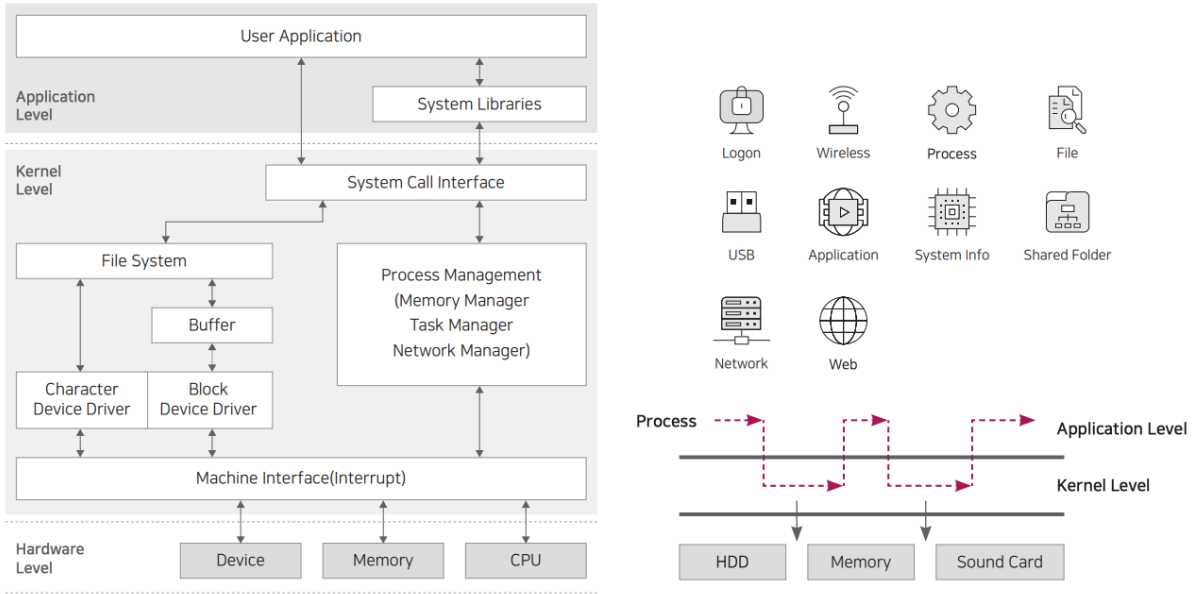 User Application
Application
Level
System Libraries
Kernel
Level
System Call Interface
File System
Process Management
(Memory Manager
Task Manager
Network Manager)
Buffer
Character
Device Driver
Block
Device Driver
Machine Interface(Interrupt)
Hardware
Level
Device
Memory
CPU
Logon
Wireless
Process
File
USB
Application
System Info
Shared Folder
Network
Web
Process
Application Level
Kernel Level
HDD
Memory
Sound Card